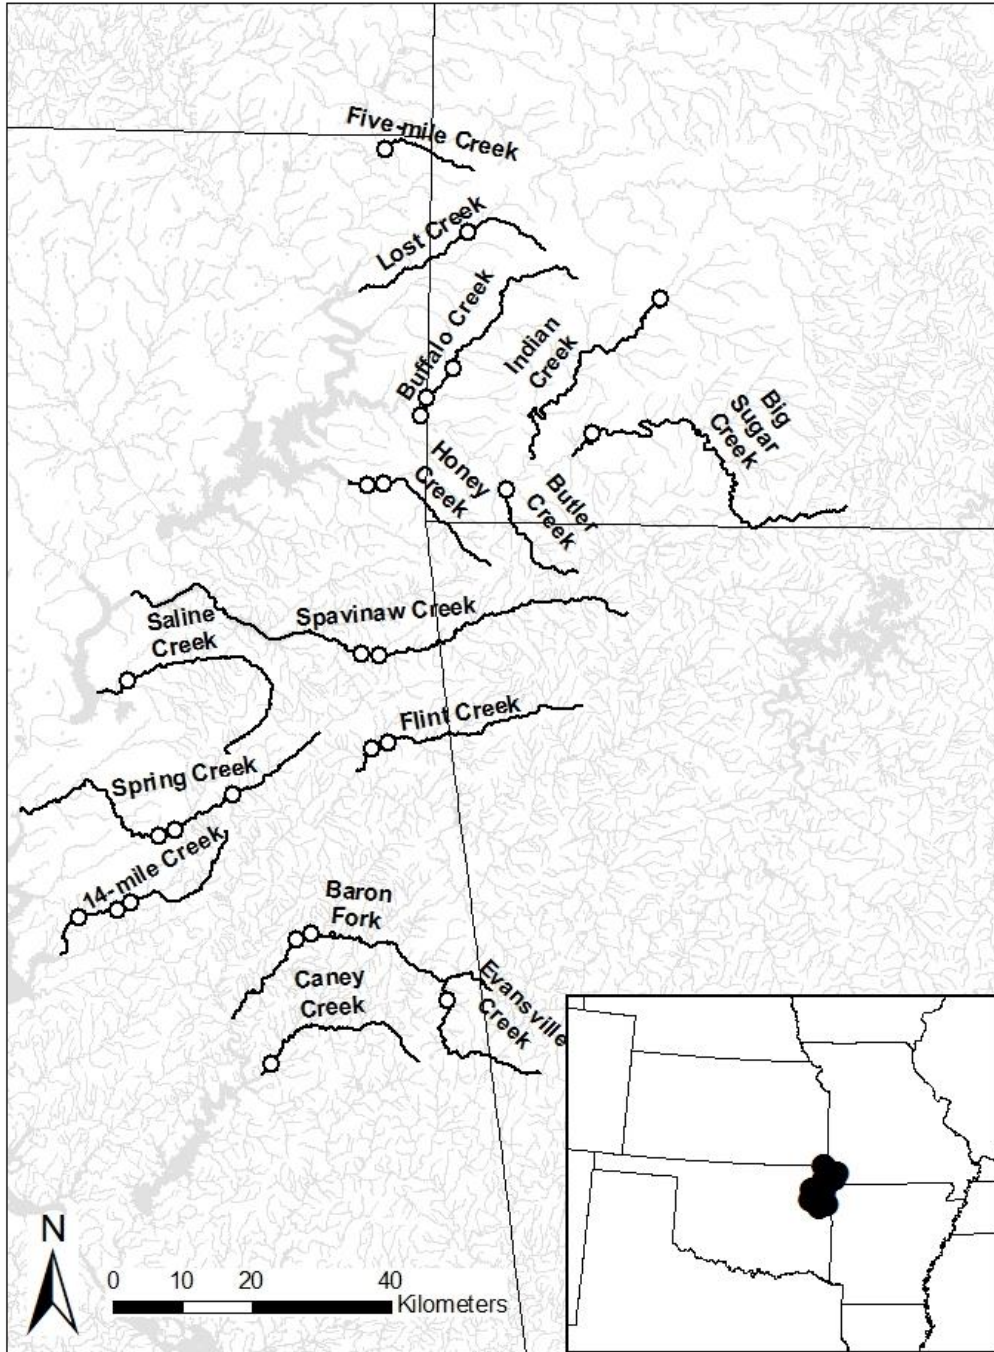 Five-mile Creek
Lost Creek
Buffalo Creek
Indian
Creek
Big
Sugar
Creek
Honey
Creek
Butler
Creek
Saline
Creek
Spavinaw Creek
Flint Creek
Spring Creek
14-mile Creek
Baron
Fork
Caney
Creek
Evansville
Creek
N
0 10 20 40
Kilometers